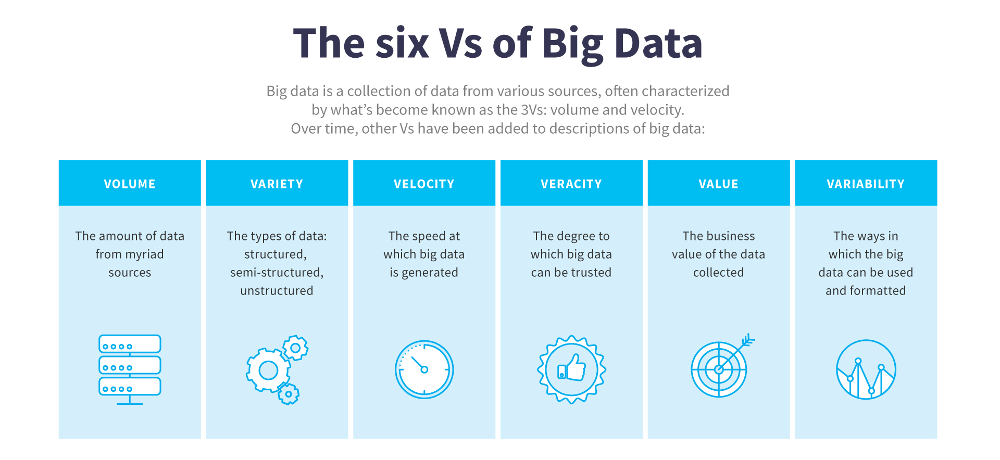 The six Vs of Big Data
Big data is a collection of data from various sources, often characterized
by what’s become known as the 3Vs: volume and velocity.
Over time, other Vs have been added to descriptions of big data:
VOLUME
The amount of data
from myriad
sources
VARIETY
The types of data:
structured,
semi-structured,
unstructured
VELOCITY
The speed at
which big data
is generated
VERACITY
The degree to
which big data
can be trusted
VALUE
The business
value of the data
collected
VARIABILITY
The ways in
which the big
data can be used
and formatted